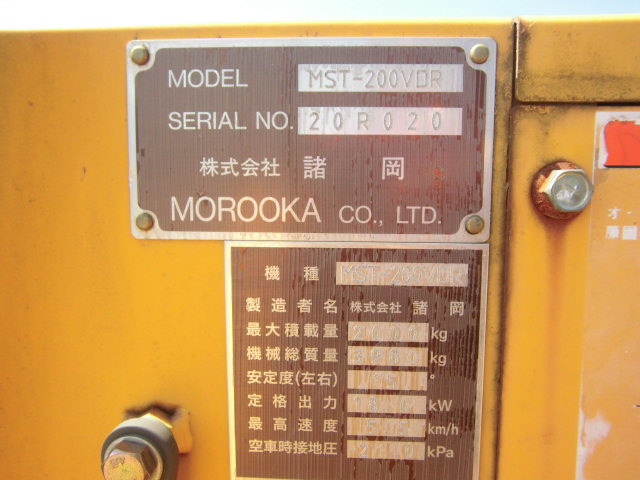 MODEL MST-200VDR
SERIAL NO. 20R020
株式会社 諸岡
MOROOKA CO., LTD.
機種 MST-200VDR
製造者名 株式会社 諸岡
最大積載量 kg
機械総質量 kg
安定度(左右) °
定格出力 kW
最高速度 km/h
空車時接地圧 kPa
オ・